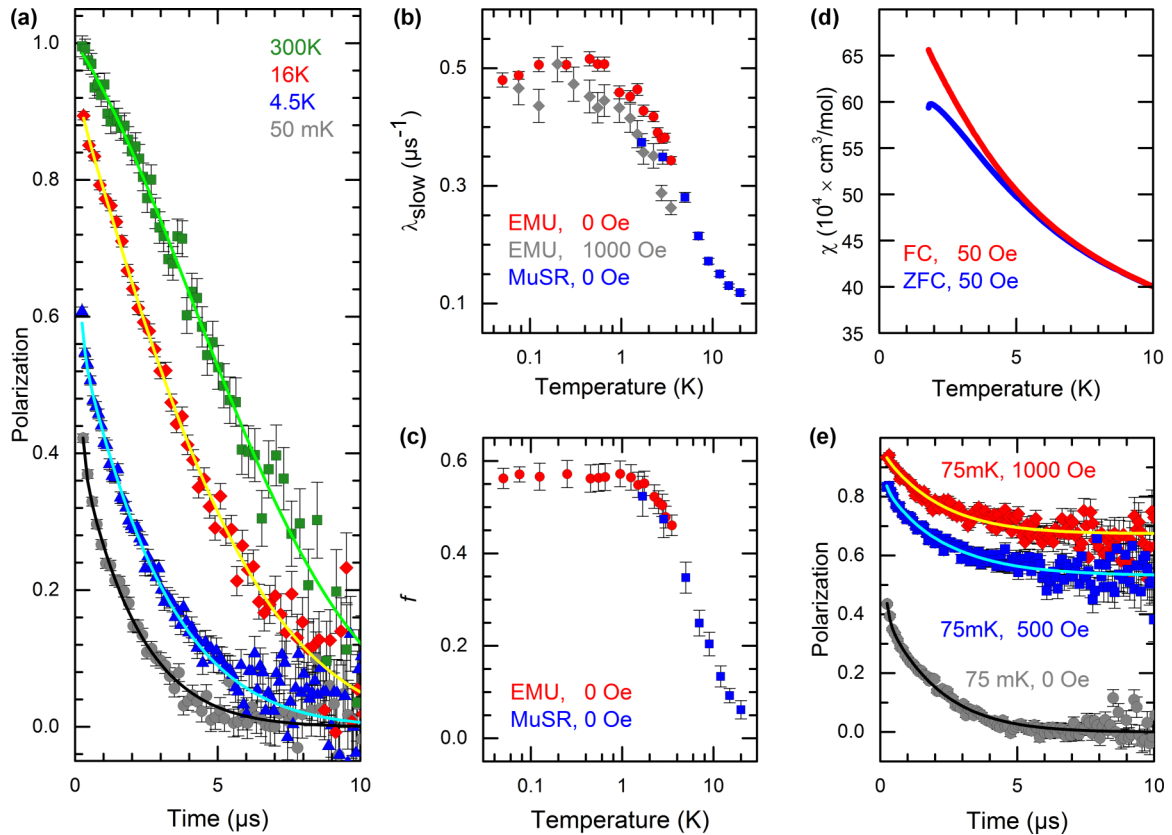 (a)
1.0
0.8
0.6
0.4
0.2
0.0
Polarization
300K
16K
4.5K
50 mK
0
5
10
Time (μs)
(b)
0.5
0.3
0.1
λslow (μs⁻¹)
EMU, 0 Oe
EMU, 1000 Oe
MuSR, 0 Oe
0.1
1
10
Temperature (K)
(c)
0.6
0.4
0.2
0.0
f
EMU, 0 Oe
MuSR, 0 Oe
0.1
1
10
Temperature (K)
(d)
65
60
55
50
45
40
35
χ (10⁴ × cm³/mol)
FC, 50 Oe
ZFC, 50 Oe
0
5
10
Temperature (K)
(e)
1.0
0.8
0.6
0.4
0.2
0.0
Polarization
75mK, 1000 Oe
75mK, 500 Oe
75 mK, 0 Oe
0
5
10
Time (μs)